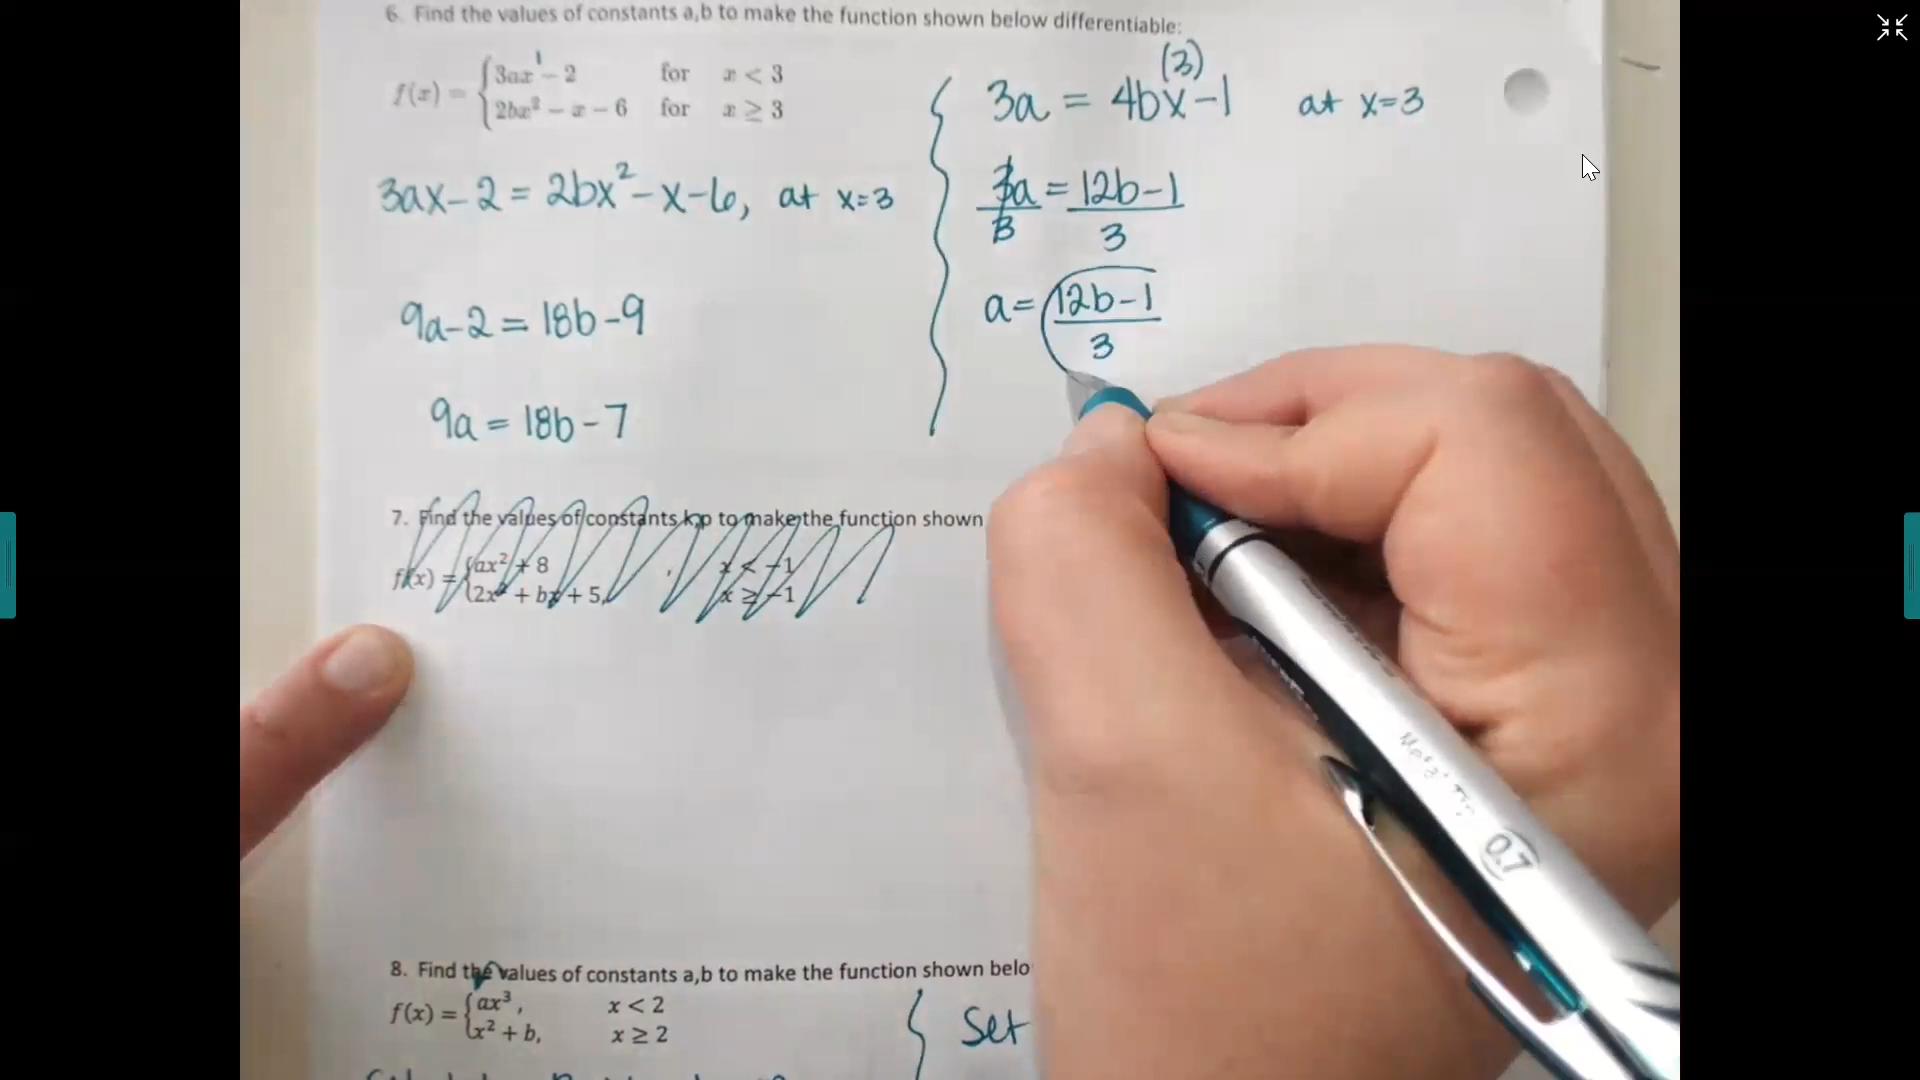 6. Find the values of constants a,b to make the function shown below differentiable:
f(x) = { 3ax¹ - 2 for x < 3
2bx² - x - 6 for x ≥ 3
3ax - 2 = 2bx² - x - 6, at x=3
9a - 2 = 18b - 9
9a = 18b - 7
(3)
3a = 4bx - 1 at x=3
3a = 12b - 1
3 3
a = 12b - 1
3
7. Find the values of constants k,p to make the function shown
f(x) = { ax² + 8 x < -1
2x² + bx + 5, x ≥ -1
8. Find the values of constants a,b to make the function shown belo
f(x) = { ax³, x < 2
x² + b, x ≥ 2
Set
0.7